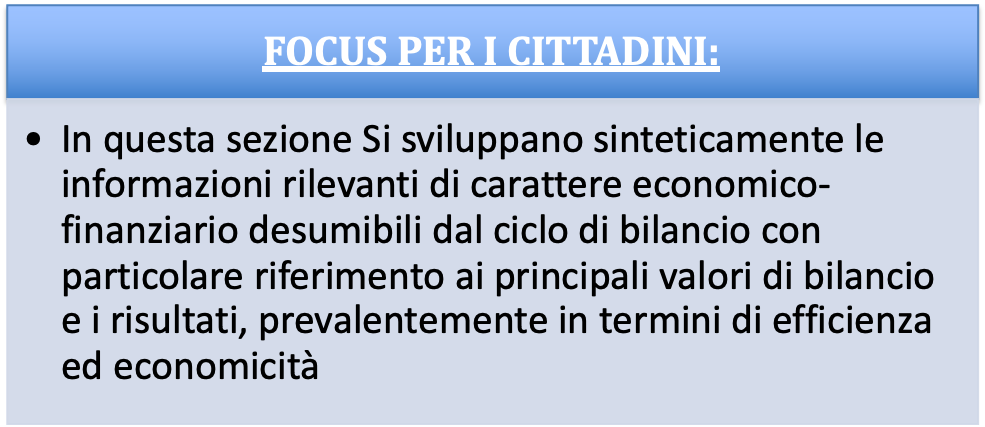 FOCUS PER I CITTADINI:
• In questa sezione Si sviluppano sinteticamente le
informazioni rilevanti di carattere economico-
finanziario desumibili dal ciclo di bilancio con
particolare riferimento ai principali valori di bilancio
e i risultati, prevalentemente in termini di efficienza
ed economicità